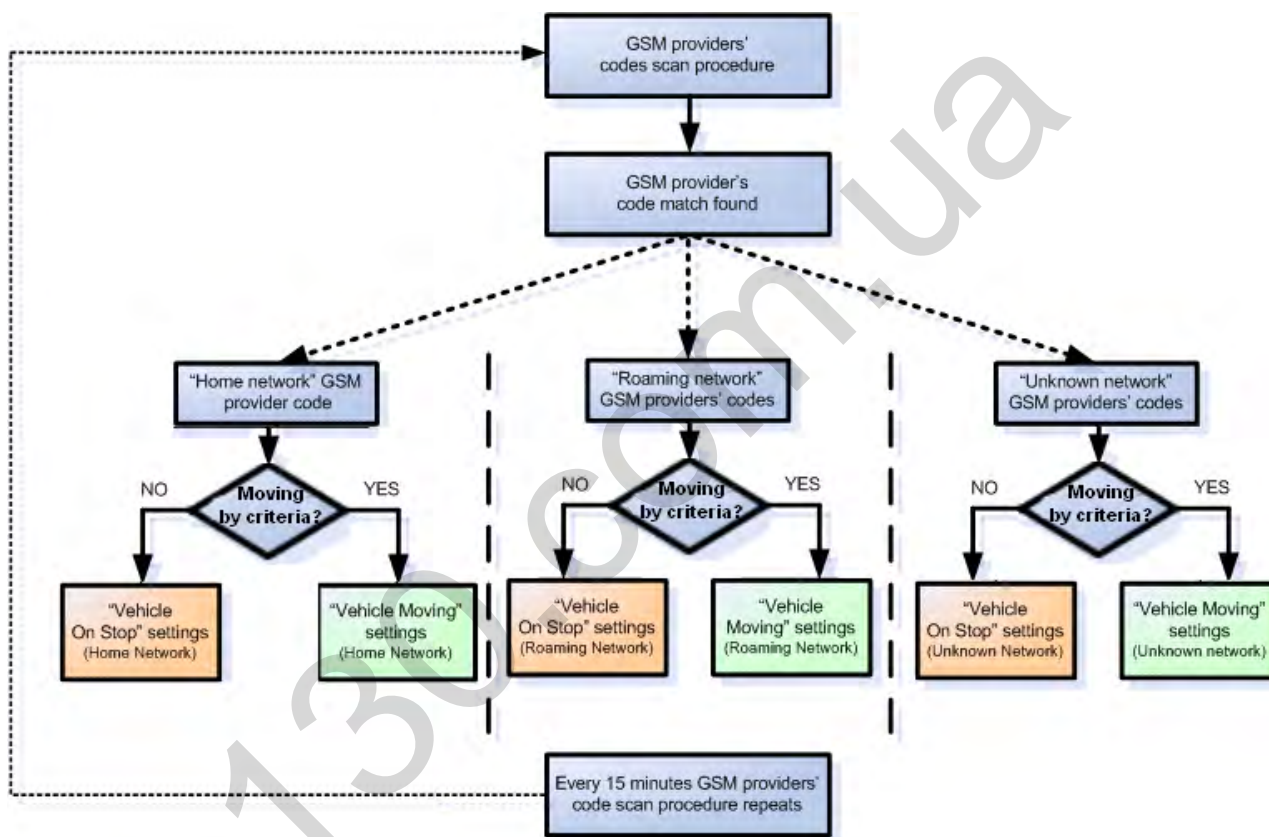 GSM providers'
codes scan procedure
GSM provider's
code match found
"Home network" GSM
provider code
"Roaming network"
GSM providers' codes
"Unknown network"
GSM providers' codes
NO
Moving
by criteria?
YES
NO
Moving
by criteria?
YES
NO
Moving
by criteria?
YES
"Vehicle
On Stop" settings
(Home Network)
"Vehicle Moving"
settings
(Home Network)
"Vehicle
On Stop" settings
(Roaming Network)
"Vehicle
Moving" settings
(Roaming Network)
"Vehicle
On Stop" settings
(Unknown Network)
"Vehicle Moving"
settings
(Unknown network)
Every 15 minutes GSM providers'
code scan procedure repeats
130.com.ua